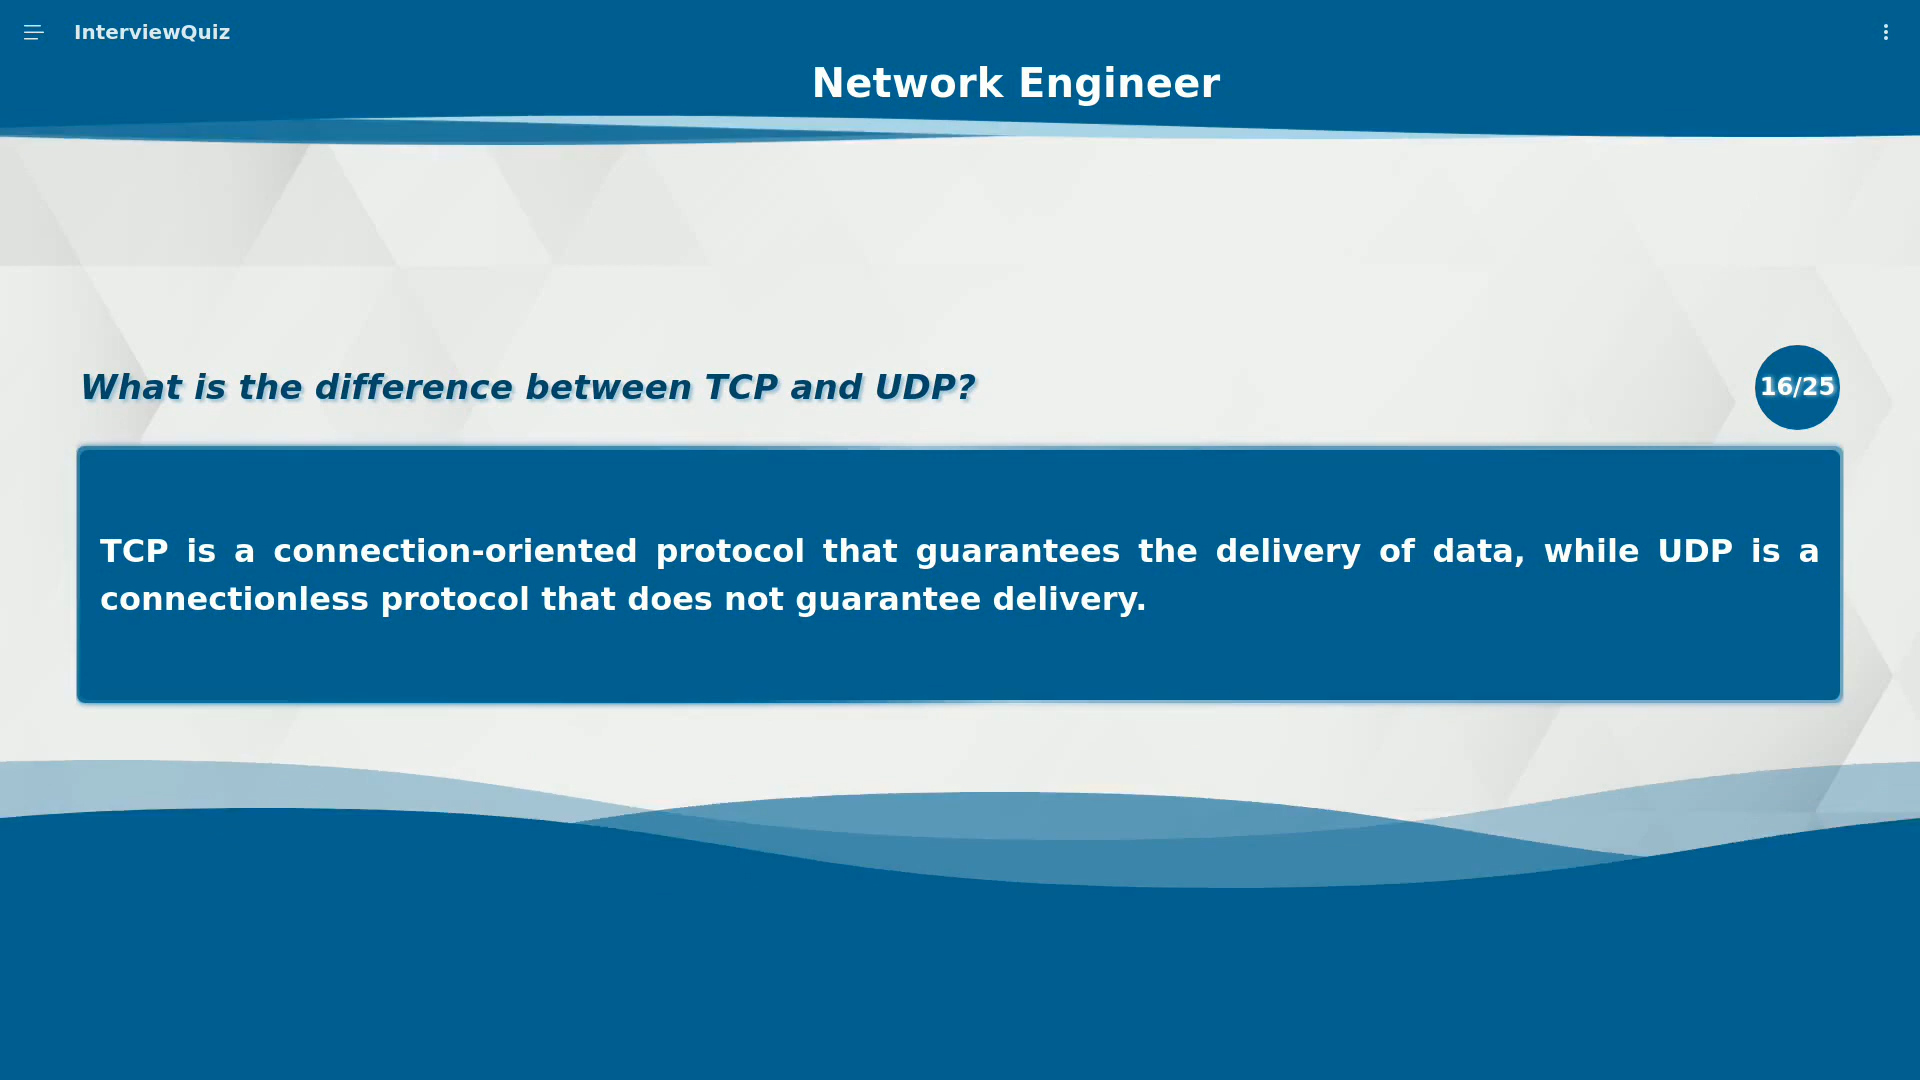 InterviewQuiz
Network Engineer
What is the difference between TCP and UDP?
16/25
TCP is a connection-oriented protocol that guarantees the delivery of data, while UDP is a
connectionless protocol that does not guarantee delivery.